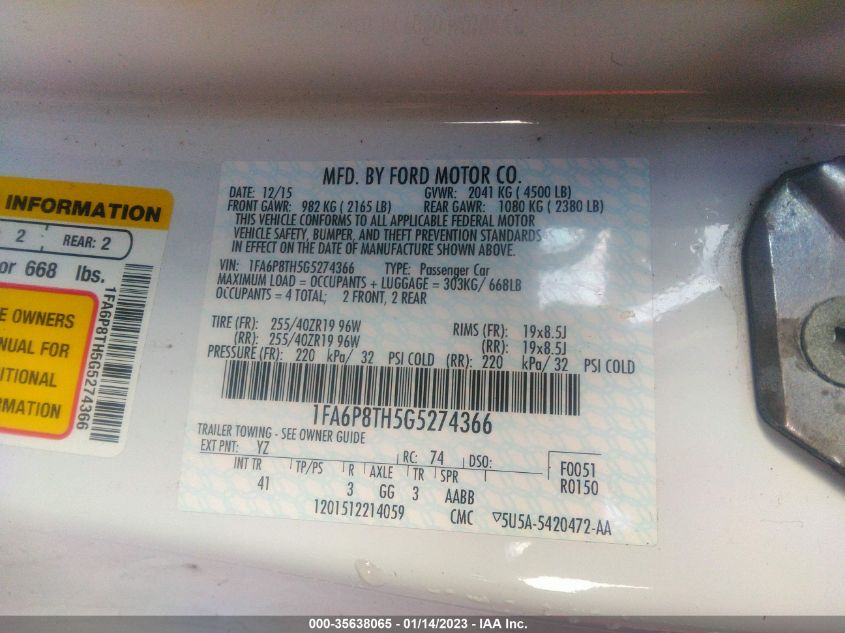 INFORMATION
2 REAR: 2
or 668 lbs.
E OWNERS
ANUAL FOR
DITIONAL
ORMATION
1FA6P8TH5G5274366
MFD. BY FORD MOTOR CO.
DATE: 12/15 GVWR: 2041 KG ( 4500 LB)
FRONT GAWR: 982 KG ( 2165 LB) REAR GAWR: 1080 KG ( 2380 LB)
THIS VEHICLE CONFORMS TO ALL APPLICABLE FEDERAL MOTOR
VEHICLE SAFETY, BUMPER, AND THEFT PREVENTION STANDARDS
IN EFFECT ON THE DATE OF MANUFACTURE SHOWN ABOVE.
VIN: 1FA6P8TH5G5274366 TYPE: Passenger Car
MAXIMUM LOAD = OCCUPANTS + LUGGAGE = 303KG/ 668LB
OCCUPANTS = 4 TOTAL; 2 FRONT, 2 REAR
TIRE (FR): 255/40ZR19 96W RIMS (FR): 19x8.5J
(RR): 255/40ZR19 96W (RR): 19x8.5J
PRESSURE (FR): 220 kPa/ 32 PSI COLD (RR): 220 kPa/ 32 PSI COLD
1FA6P8TH5G5274366
TRAILER TOWING - SEE OWNER GUIDE
EXT PNT: YZ RC: 74 DSO: F0051
INT TR TP/PS R AXLE TR SPR R0150
41 3 GG 3 AABB
1201512214059 CMC ▽5U5A-5420472-AA
000-35638065 - 01/14/2023 - IAA Inc.